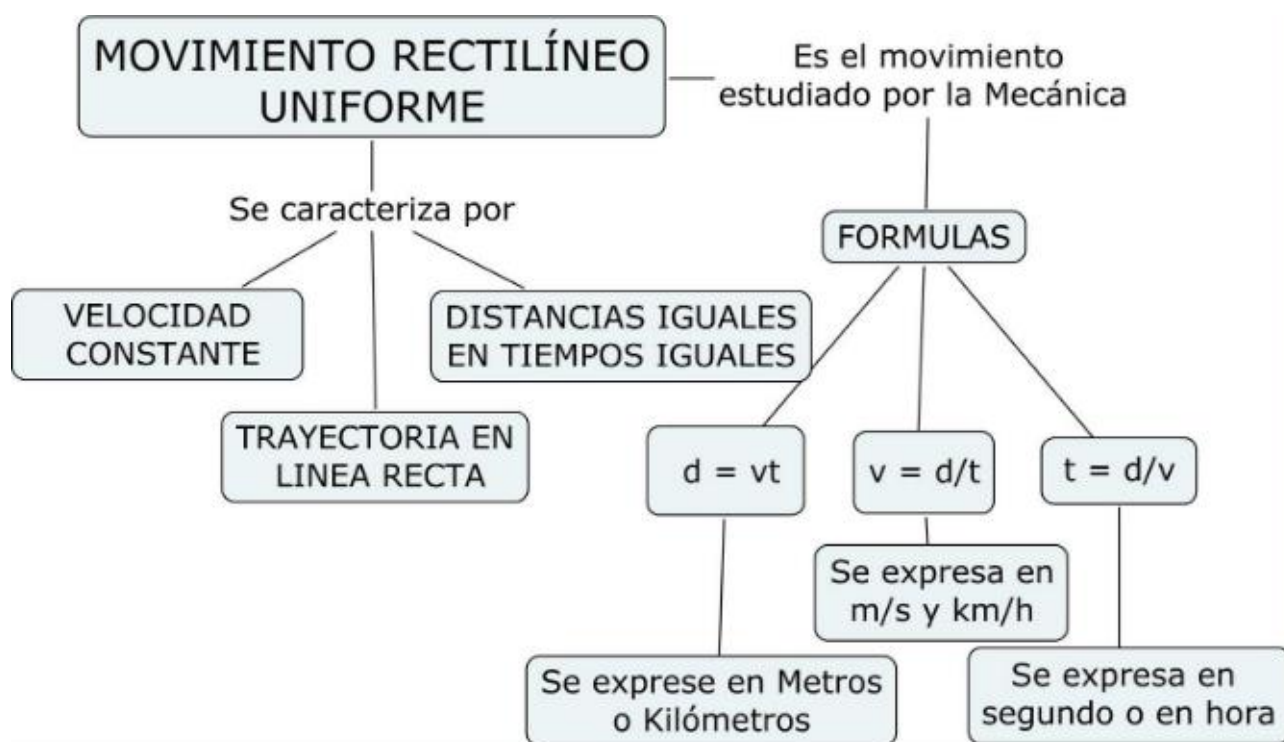 MOVIMIENTO RECTILÍNEO
UNIFORME
Es el movimiento
estudiado por la Mecánica
Se caracteriza por
FORMULAS
VELOCIDAD
CONSTANTE
DISTANCIAS IGUALES
EN TIEMPOS IGUALES
TRAYECTORIA EN
LINEA RECTA
d = vt
v = d/t
t = d/v
Se expresa en
m/s y km/h
Se exprese en Metros
o Kilómetros
Se expresa en
segundo o en hora